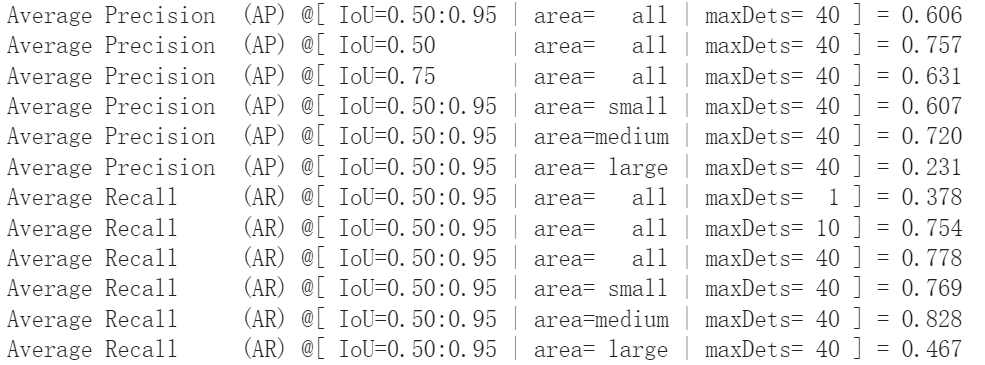 Average Precision  (AP) @[ IoU=0.50:0.95 | area=   all | maxDets= 40 ] = 0.606
Average Precision  (AP) @[ IoU=0.50      | area=   all | maxDets= 40 ] = 0.757
Average Precision  (AP) @[ IoU=0.75      | area=   all | maxDets= 40 ] = 0.631
Average Precision  (AP) @[ IoU=0.50:0.95 | area= small | maxDets= 40 ] = 0.607
Average Precision  (AP) @[ IoU=0.50:0.95 | area=medium | maxDets= 40 ] = 0.720
Average Precision  (AP) @[ IoU=0.50:0.95 | area= large | maxDets= 40 ] = 0.231
Average Recall     (AR) @[ IoU=0.50:0.95 | area=   all | maxDets=  1 ] = 0.378
Average Recall     (AR) @[ IoU=0.50:0.95 | area=   all | maxDets= 10 ] = 0.754
Average Recall     (AR) @[ IoU=0.50:0.95 | area=   all | maxDets= 40 ] = 0.778
Average Recall     (AR) @[ IoU=0.50:0.95 | area= small | maxDets= 40 ] = 0.769
Average Recall     (AR) @[ IoU=0.50:0.95 | area=medium | maxDets= 40 ] = 0.828
Average Recall     (AR) @[ IoU=0.50:0.95 | area= large | maxDets= 40 ] = 0.467